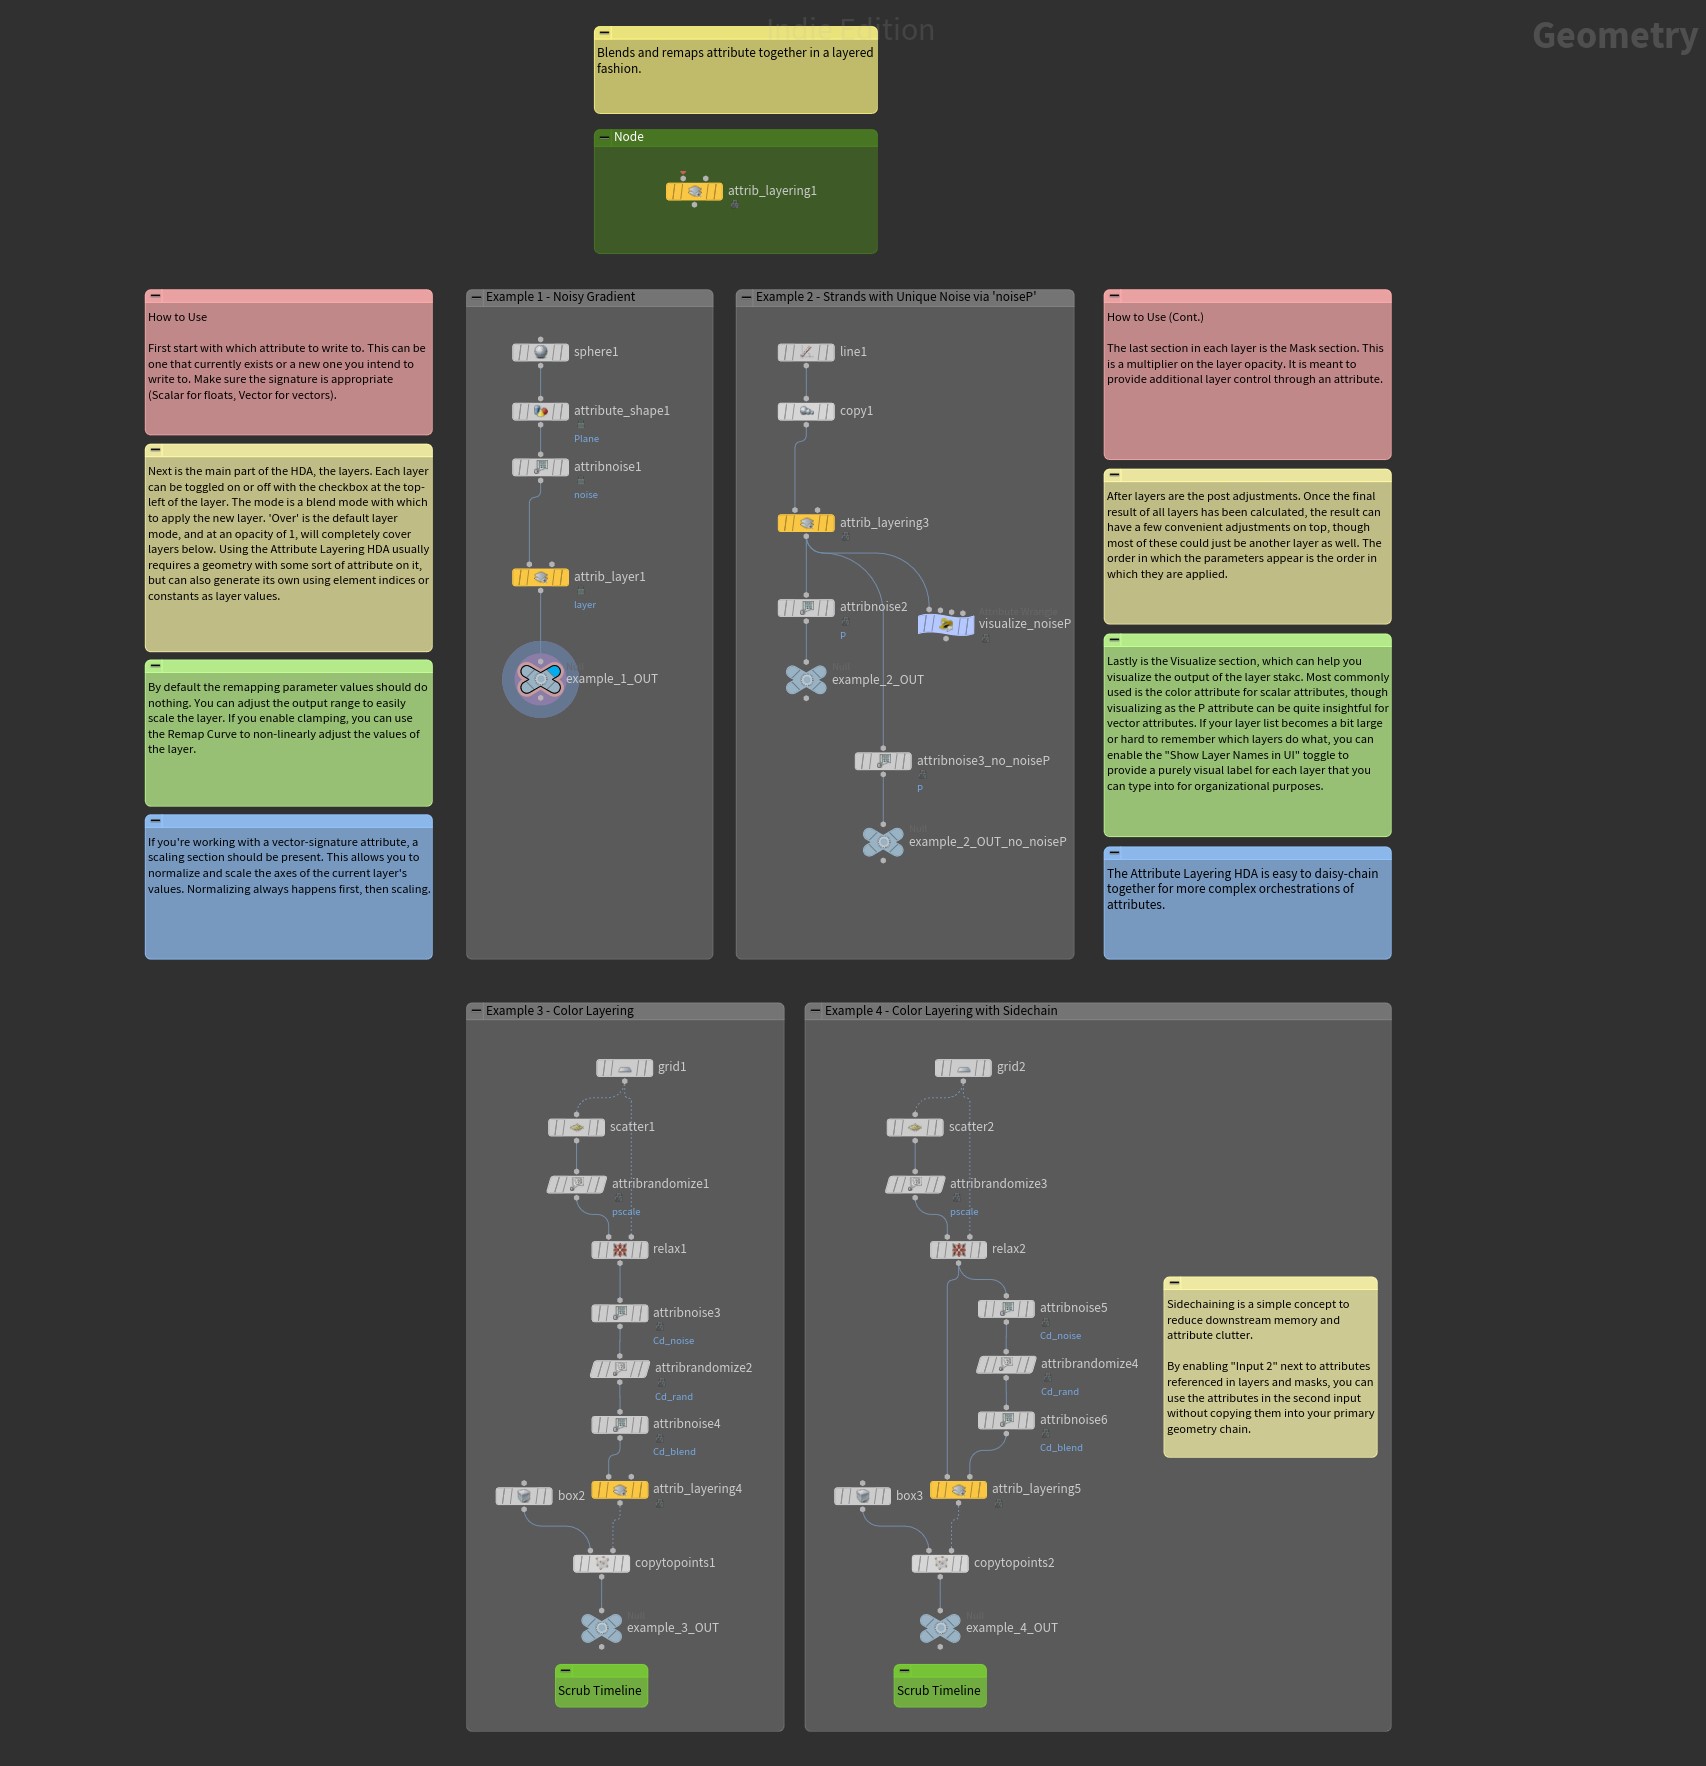 Indie Edition
Geometry
Blends and remaps attribute together in a layered
fashion.
Node
attrib_layering1
How to Use
First start with which attribute to write to. This can be
one that currently exists or a new one you intend to
write to. Make sure the signature is appropriate
(Scalar for floats, Vector for vectors).
Next is the main part of the HDA, the layers. Each layer
can be toggled on or off with the checkbox at the top-
left of the layer. The mode is a blend mode with which
to apply the new layer. 'Over' is the default layer
mode, and at an opacity of 1, will completely cover
layers below. Using the Attribute Layering HDA usually
requires a geometry with some sort of attribute on it,
but can also generate its own using element indices or
constants as layer values.
By default the remapping parameter values should do
nothing. You can adjust the output range to easily
scale the layer. If you enable clamping, you can use
the Remap Curve to non-linearly adjust the values of
the layer.
If you're working with a vector-signature attribute, a
scaling section should be present. This allows you to
normalize and scale the axes of the current layer's
values. Normalizing always happens first, then scaling.
Example 1 - Noisy Gradient
sphere1
attribute_shape1
Plane
attribnoise1
noise
attrib_layer1
layer
Null
example_1_OUT
Example 2 - Strands with Unique Noise via 'noiseP'
line1
copy1
attrib_layering3
attribnoise2
P
Attribute Wrangle
visualize_noiseP
Null
example_2_OUT
attribnoise3_no_noiseP
P
Null
example_2_OUT_no_noiseP
How to Use (Cont.)
The last section in each layer is the Mask section. This
is a multiplier on the layer opacity. It is meant to
provide additional layer control through an attribute.
After layers are the post adjustments. Once the final
result of all layers has been calculated, the result can
have a few convenient adjustments on top, though
most of these could just be another layer as well. The
order in which the parameters appear is the order in
which they are applied.
Lastly is the Visualize section, which can help you
visualize the output of the layer stakc. Most commonly
used is the color attribute for scalar attributes, though
visualizing as the P attribute can be quite insightful for
vector attributes. If your layer list becomes a bit large
or hard to remember which layers do what, you can
enable the "Show Layer Names in UI" toggle to
provide a purely visual label for each layer that you
can type into for organizational purposes.
The Attribute Layering HDA is easy to daisy-chain
together for more complex orchestrations of
attributes.
Example 3 - Color Layering
grid1
scatter1
attribrandomize1
pscale
relax1
attribnoise3
Cd_noise
attribrandomize2
Cd_rand
attribnoise4
Cd_blend
box2
attrib_layering4
copytopoints1
Null
example_3_OUT
Scrub Timeline
Example 4 - Color Layering with Sidechain
grid2
scatter2
attribrandomize3
pscale
relax2
attribnoise5
Cd_noise
attribrandomize4
Cd_rand
attribnoise6
Cd_blend
box3
attrib_layering5
copytopoints2
Null
example_4_OUT
Scrub Timeline
Sidechaining is a simple concept to
reduce downstream memory and
attribute clutter.
By enabling "Input 2" next to attributes
referenced in layers and masks, you can
use the attributes in the second input
without copying them into your primary
geometry chain.